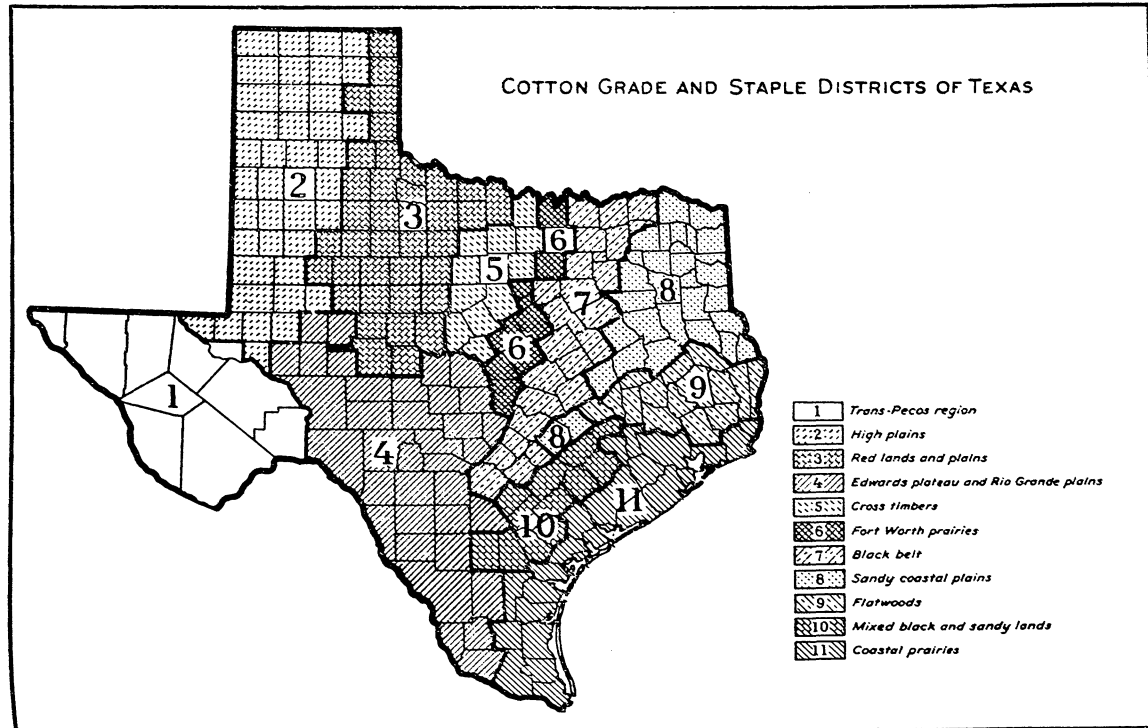 COTTON GRADE AND STAPLE DISTRICTS OF TEXAS
2
3
6
5
8
7
6
1
9
8
4
11
10
1 Trans-Pecos region
2 High plains
3 Red lands and plains
4 Edwards plateau and Rio Grande plains
5 Cross timbers
6 Fort Worth prairies
7 Black belt
8 Sandy coastal plains
9 Flatwoods
10 Mixed black and sandy lands
11 Coastal prairies